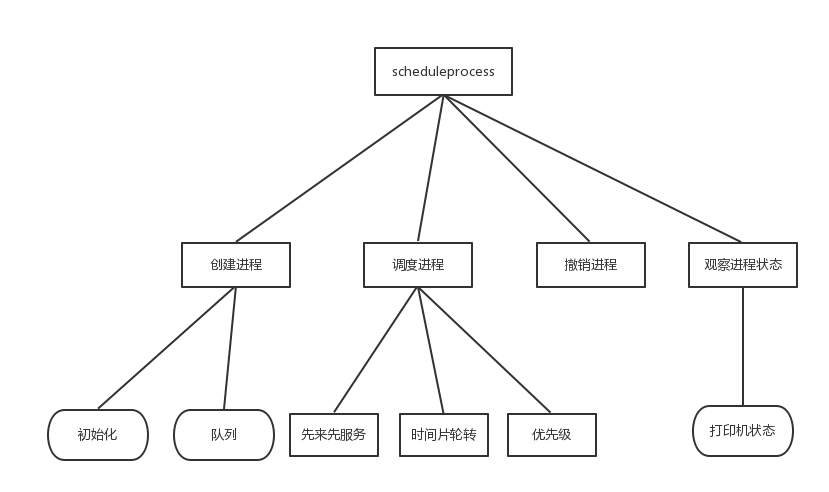 scheduleprocess
创建进程
调度进程
撤销进程
观察进程状态
初始化
队列
先来先服务
时间片轮转
优先级
打印机状态